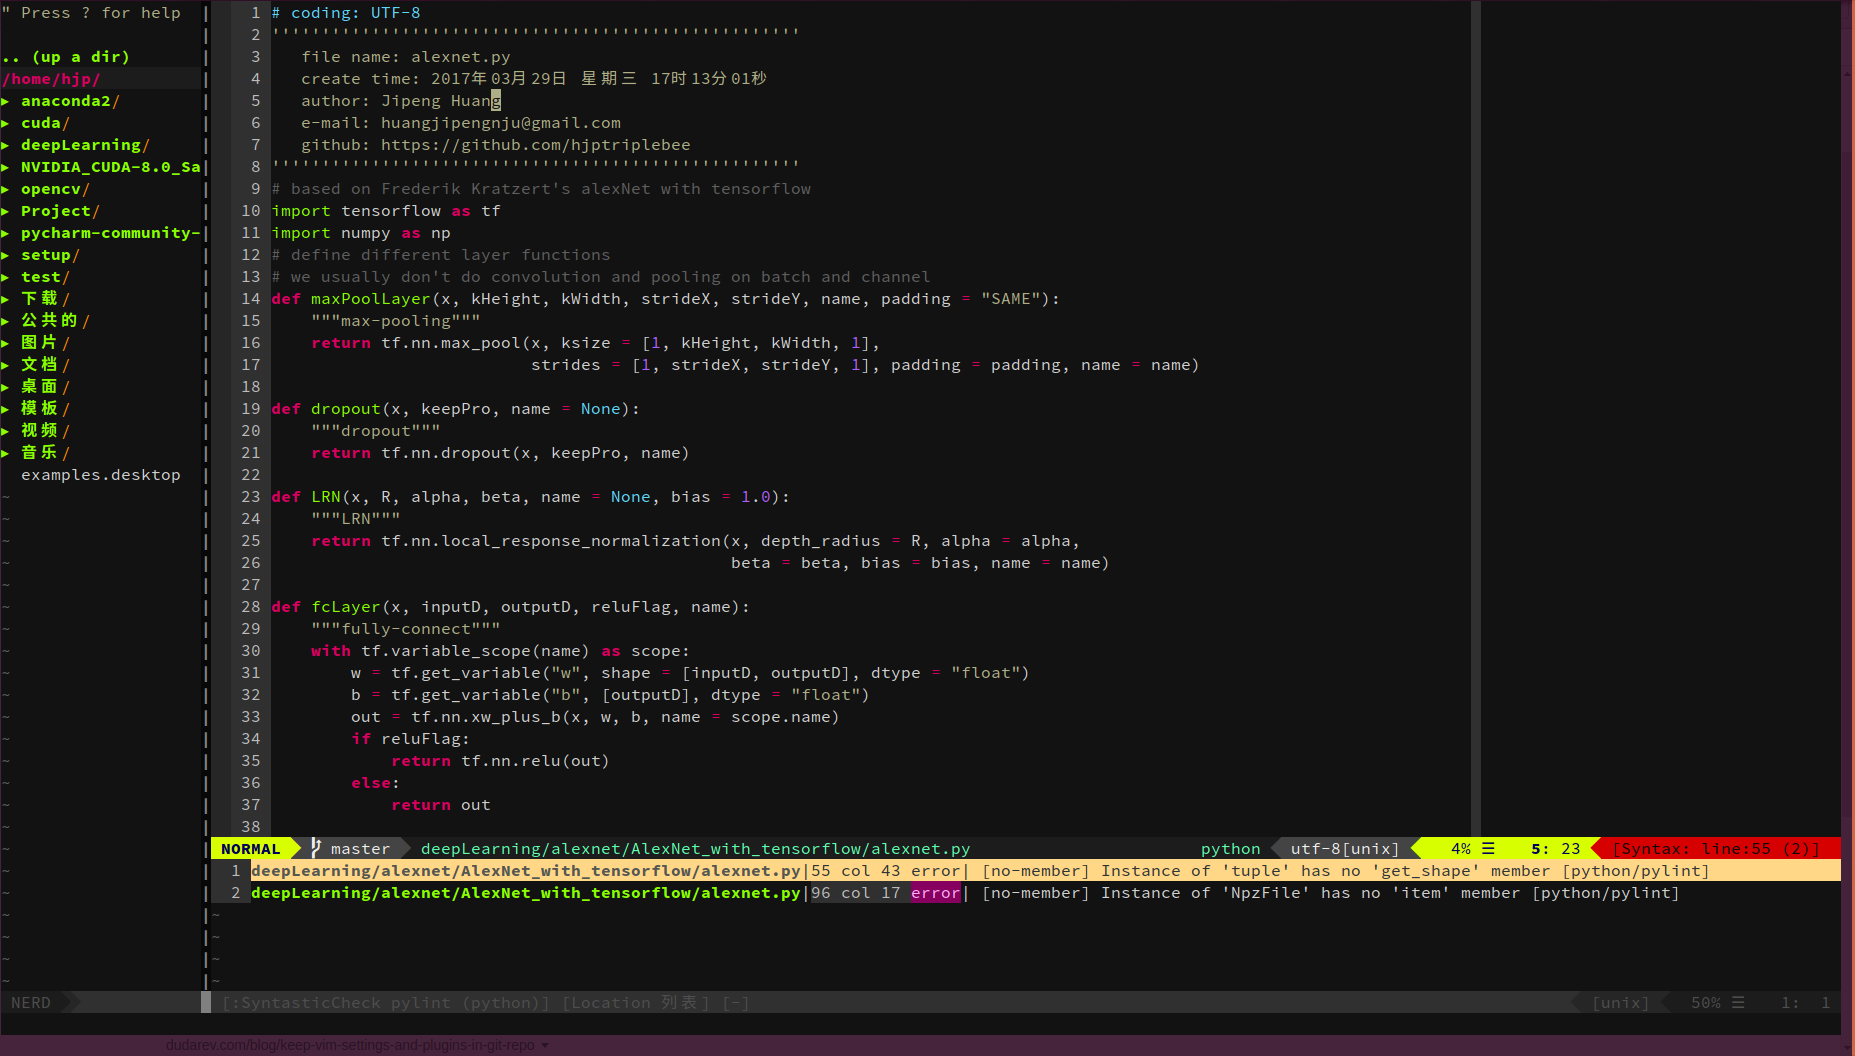 " Press ? for help
.. (up a dir)
/home/hjp/
▸ anaconda2/
▸ cuda/
▸ deepLearning/
▸ NVIDIA_CUDA-8.0_Sa
▸ opencv/
▸ Project/
▸ pycharm-community-
▸ setup/
▸ test/
▸ 下载/
▸ 公共的/
▸ 图片/
▸ 文档/
▸ 桌面/
▸ 模板/
▸ 视频/
▸ 音乐/
examples.desktop
1 # coding: UTF-8
2 '''''''''''''''''''''''''''''''''''''''''''''''''''''
3    file name: alexnet.py
4    create time: 2017年03月29日 星期三 17时13分01秒
5    author: Jipeng Huang
6    e-mail: huangjipengnju@gmail.com
7    github: https://github.com/hjptriplebee
8 '''''''''''''''''''''''''''''''''''''''''''''''''''''
9 # based on Frederik Kratzert's alexNet with tensorflow
10 import tensorflow as tf
11 import numpy as np
12 # define different layer functions
13 # we usually don't do convolution and pooling on batch and channel
14 def maxPoolLayer(x, kHeight, kWidth, strideX, strideY, name, padding = "SAME"):
15     """max-pooling"""
16     return tf.nn.max_pool(x, ksize = [1, kHeight, kWidth, 1],
17                           strides = [1, strideX, strideY, 1], padding = padding, name = name)
18
19 def dropout(x, keepPro, name = None):
20     """dropout"""
21     return tf.nn.dropout(x, keepPro, name)
22
23 def LRN(x, R, alpha, beta, name = None, bias = 1.0):
24     """LRN"""
25     return tf.nn.local_response_normalization(x, depth_radius = R, alpha = alpha,
26                                               beta = beta, bias = bias, name = name)
27
28 def fcLayer(x, inputD, outputD, reluFlag, name):
29     """fully-connect"""
30     with tf.variable_scope(name) as scope:
31         w = tf.get_variable("w", shape = [inputD, outputD], dtype = "float")
32         b = tf.get_variable("b", [outputD], dtype = "float")
33         out = tf.nn.xw_plus_b(x, w, b, name = scope.name)
34         if reluFlag:
35             return tf.nn.relu(out)
36         else:
37             return out
38
NORMAL master deepLearning/alexnet/AlexNet_with_tensorflow/alexnet.py python utf-8[unix] 4% ☰ 5: 23 [Syntax: line:55 (2)]
1 deepLearning/alexnet/AlexNet_with_tensorflow/alexnet.py|55 col 43 error| [no-member] Instance of 'tuple' has no 'get_shape' member [python/pylint]
2 deepLearning/alexnet/AlexNet_with_tensorflow/alexnet.py|96 col 17 error| [no-member] Instance of 'NpzFile' has no 'item' member [python/pylint]
NERD [:SyntasticCheck pylint (python)] [Location 列表] [-] [unix] 50% ☰ 1: 1
dudarev.com/blog/keep-vim-settings-and-plugins-in-git-repo